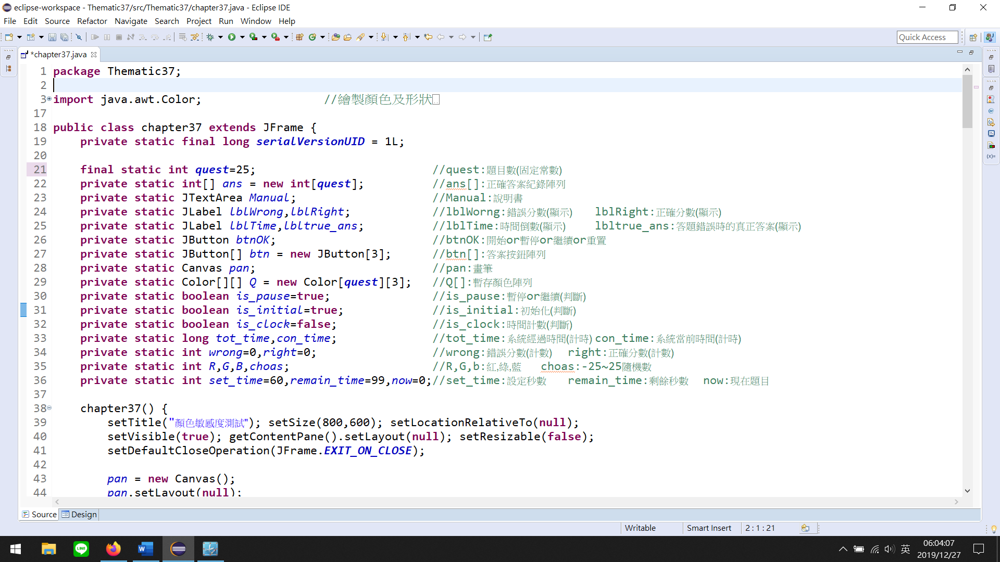 eclipse-workspace - Thematic37/src/Thematic37/chapter37.java - Eclipse IDE
File Edit Source Refactor Navigate Search Project Run Window Help
Quick Access
*chapter37.java
1 package Thematic37;
2
3 import java.awt.Color; //繪製顏色及形狀
17
18 public class chapter37 extends JFrame {
19 private static final long serialVersionUID = 1L;
20
21 final static int quest=25; //quest:題目數(固定常數)
22 private static int[] ans = new int[quest]; //ans[]:正確答案紀錄陣列
23 private static JTextArea Manual; //Manual:說明書
24 private static JLabel lblWrong,lblRight; //lblWorng:錯誤分數(顯示) lblRight:正確分數(顯示)
25 private static JLabel lblTime,lbltrue_ans; //lblTime:時間倒數(顯示) lbltrue_ans:答題錯誤時的真正答案(顯示)
26 private static JButton btnOK; //btnOK:開始or暫停or繼續or重置
27 private static JButton[] btn = new JButton[3]; //btn[]:答案按鈕陣列
28 private static Canvas pan; //pan:畫筆
29 private static Color[][] Q = new Color[quest][3]; //Q[]:暫存顏色陣列
30 private static boolean is_pause=true; //is_pause:暫停or繼續(判斷)
31 private static boolean is_initial=true; //is_initial:初始化(判斷)
32 private static boolean is_clock=false; //is_clock:時間計數(判斷)
33 private static long tot_time,con_time; //tot_time:系統經過時間(計時) con_time:系統當前時間(計時)
34 private static int wrong=0,right=0; //wrong:錯誤分數(計數) right:正確分數(計數)
35 private static int R,G,B,choas; //R,G,b:紅,綠,藍 choas:-25~25隨機數
36 private static int set_time=60,remain_time=99,now=0;//set_time:設定秒數 remain_time:剩餘秒數 now:現在題目
37
38 chapter37() {
39 setTitle("顏色敏感度測試"); setSize(800,600); setLocationRelativeTo(null);
40 setVisible(true); getContentPane().setLayout(null); setResizable(false);
41 setDefaultCloseOperation(JFrame.EXIT_ON_CLOSE);
42
43 pan = new Canvas();
44 pan.setLayout(null);
Source Design
Writable Smart Insert 2 : 1 : 21
英 06:04:07
2019/12/27